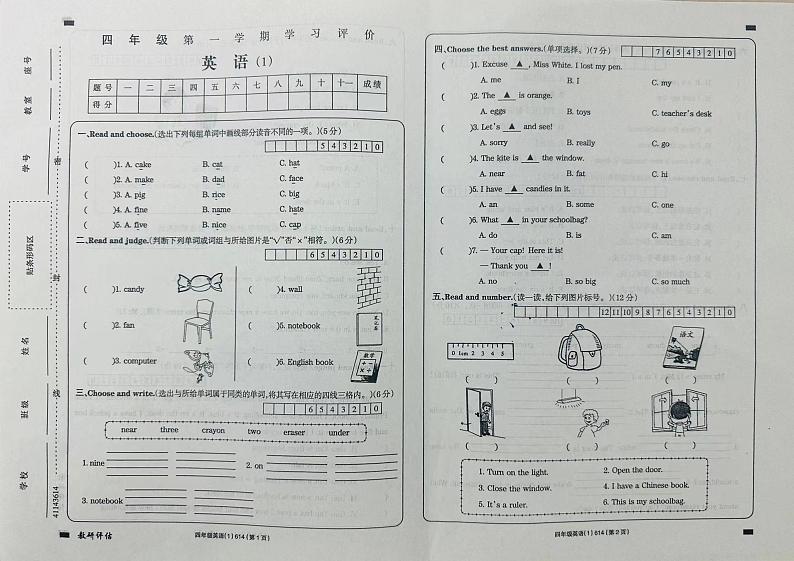 座号
教室
学号
贴条形码区
姓名
班级
学校
密
封
线
41143614
四年级第一学期学习评价
英语(1)
题号 一 二 三 四 五 六 七 八 九 十 十一 成绩
得分
一、Read and choose.(选出下列每组单词中画线部分读音不同的一项。)(5分)
5 4 3 2 1 0
( )1. A. cake B. cat C. hat
( )2. A. make B. dad C. face
( )3. A. pig B. rice C. big
( )4. A. fine B. name C. hate
( )5. A. five B. nice C. cap
二、Read and judge.(判断下列单词或词组与所给图片是“√”否“×”相符。)(6分)
6 5 4 3 2 1 0
( )1. candy ( )4. wall
( )2. fan ( )5. notebook
笔记本
( )3. computer ( )6. English book
数学
三、Choose and write.(选出与所给单词属于同类的单词,将其写在相应的四线三格内。)(6分)
6 5 4 3 2 1 0
near three crayon two eraser under
1. nine 2. on
3. notebook
教研评估
四年级英语(1) 614 (第1页)
四、Choose the best answers.(单项选择。)(7分)
7 6 5 4 3 2 1 0
( )1. Excuse ▲ , Miss White. I lost my pen.
A. me B. I C. my
( )2. The ▲ is orange.
A. eggs B. toys C. teacher's desk
( )3. Let's ▲ and see!
A. sorry B. really C. go
( )4. The kite is ▲ the window.
A. near B. fat C. hi
( )5. I have ▲ candies in it.
A. an B. some C. one
( )6. What ▲ in your schoolbag?
A. do B. is C. am
( )7. — Your cap! Here it is!
— Thank you ▲ !
A. no B. so big C. so much
五、Read and number.(读一读,给下列图片标号。)(12分)
12 11 10 9 8 7 6 5 4 3 2 1 0
0 1cm 2 3 4 5
语文
( ) ( ) ( )
( ) ( ) ( )
1. Turn on the light. 2. Open the door.
3. Close the window. 4. I have a Chinese book.
5. It's a ruler. 6. This is my schoolbag.
四年级英语(1) 614 (第2页)